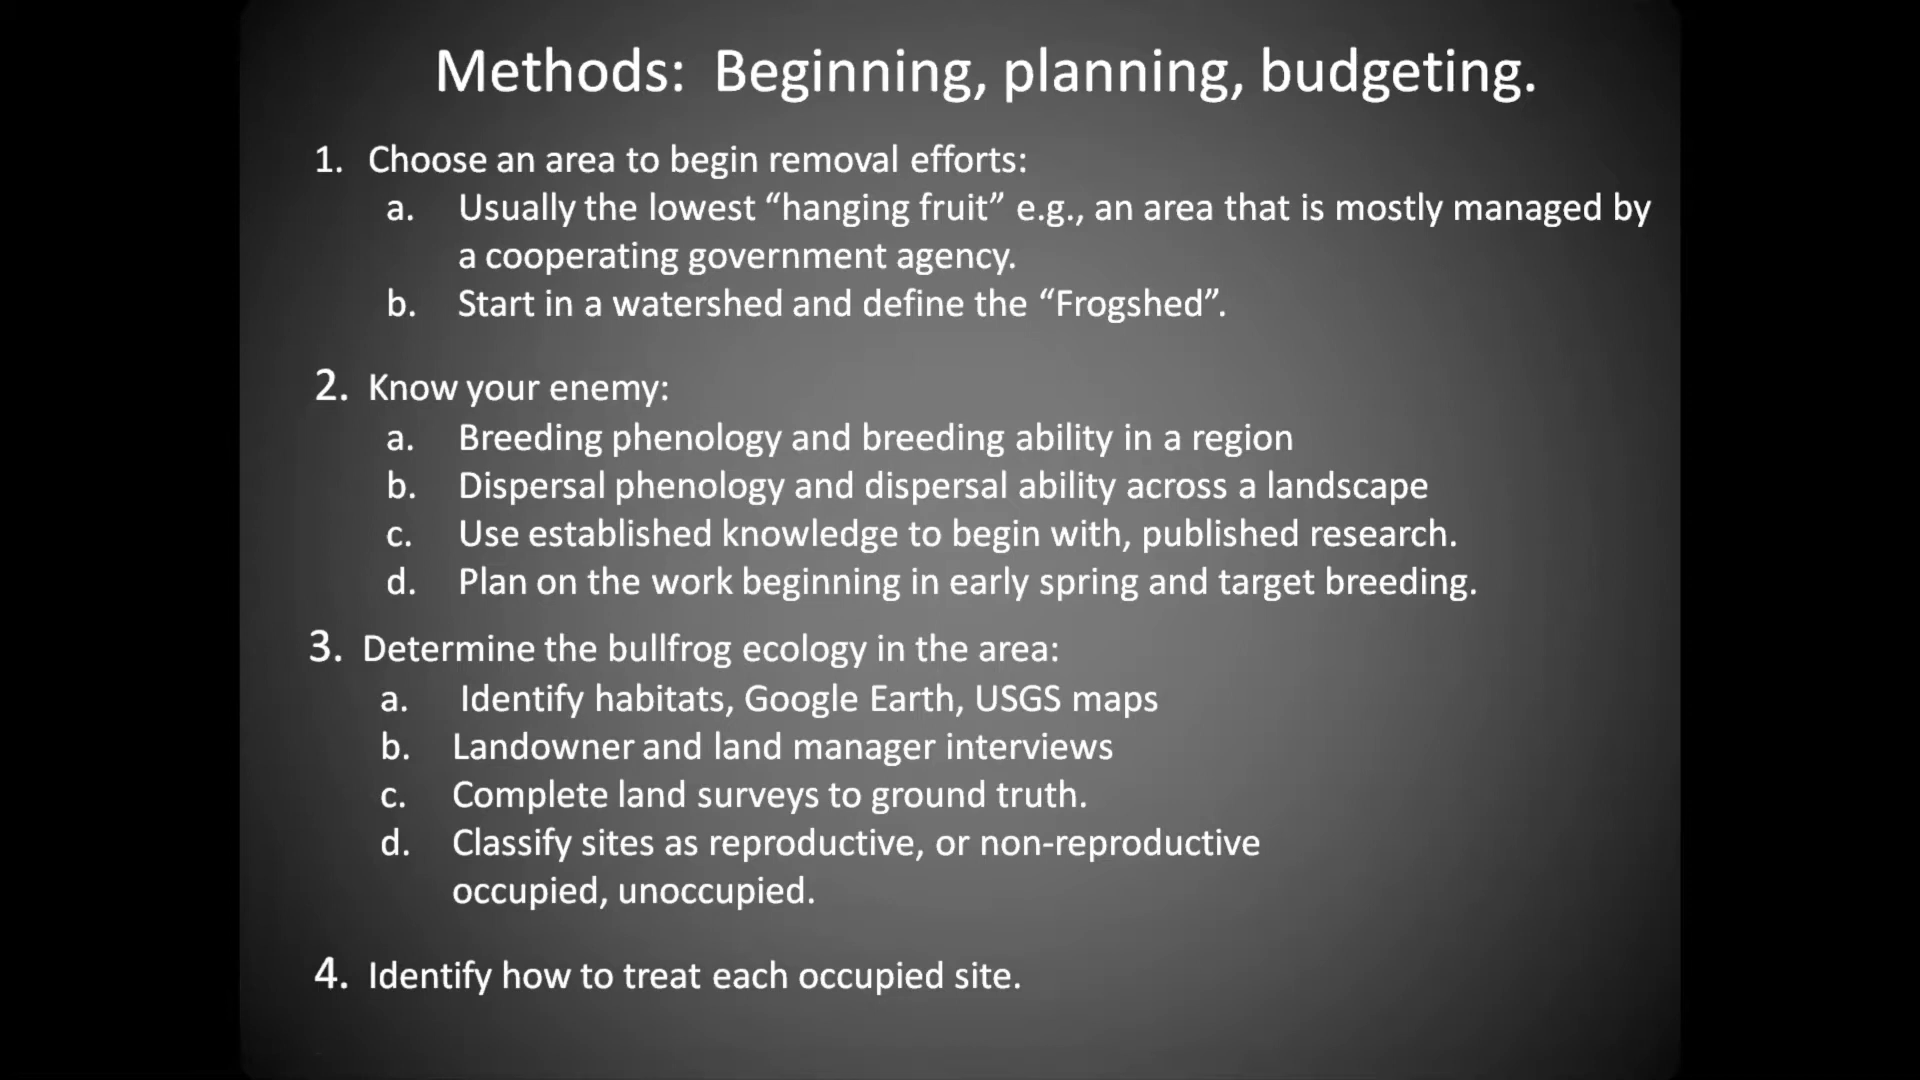 Methods:  Beginning, planning, budgeting.
1. Choose an area to begin removal efforts:
a. Usually the lowest “hanging fruit” e.g., an area that is mostly managed by
a cooperating government agency.
b. Start in a watershed and define the “Frogshed”.
2. Know your enemy:
a. Breeding phenology and breeding ability in a region
b. Dispersal phenology and dispersal ability across a landscape
c. Use established knowledge to begin with, published research.
d. Plan on the work beginning in early spring and target breeding.
3. Determine the bullfrog ecology in the area:
a. Identify habitats, Google Earth, USGS maps
b. Landowner and land manager interviews
c. Complete land surveys to ground truth.
d. Classify sites as reproductive, or non-reproductive
occupied, unoccupied.
4. Identify how to treat each occupied site.